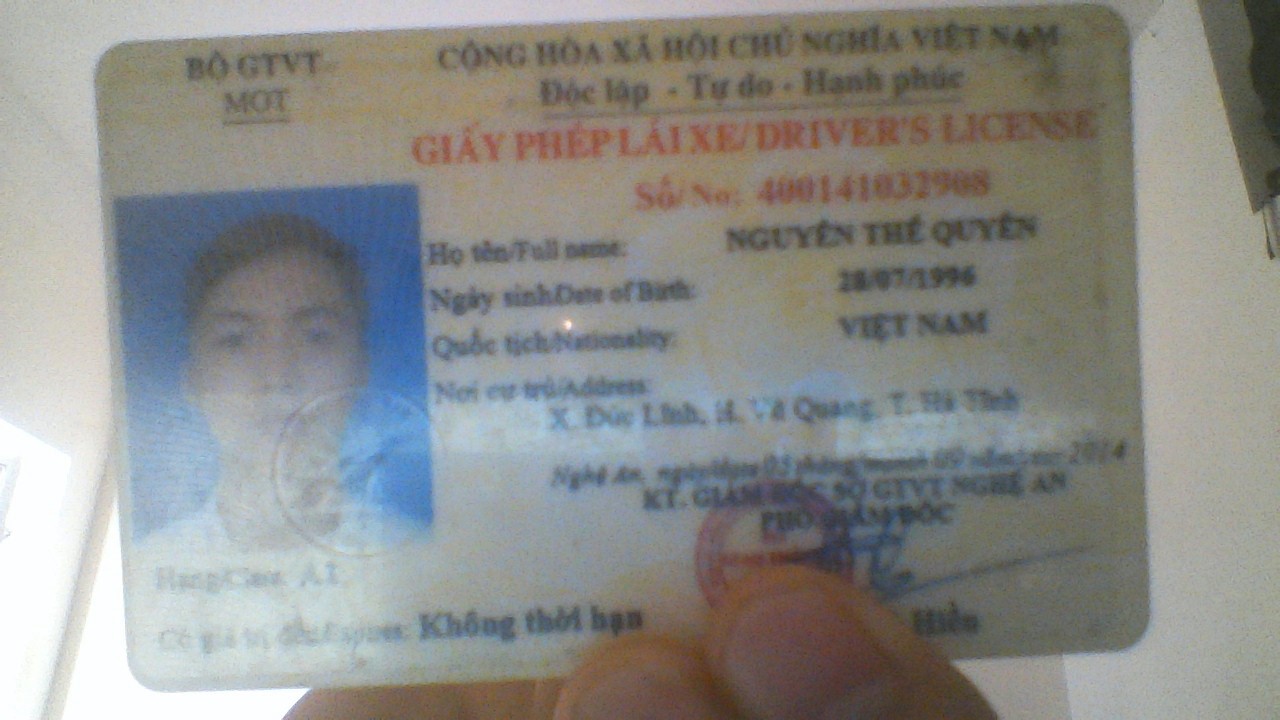 BỘ GTVT
MOT
CỘNG HÒA XÃ HỘI CHỦ NGHĨA VIỆT NAM
Độc lập - Tự do - Hạnh phúc
GIẤY PHÉP LÁI XE/DRIVER'S LICENSE
Số/No: 400141032908
Họ tên/Full name: NGUYỄN THẾ QUYỀN
Ngày sinh/Date of Birth: 28/07/1996
Quốc tịch/Nationality: VIỆT NAM
Nơi cư trú/Address:
X. Đức Lĩnh, H. Vũ Quang, T. Hà Tĩnh
Nghệ An, ngày/date 05 tháng/month 09 năm/year 2014
KT. GIÁM ĐỐC SỞ GTVT NGHỆ AN
PHÓ GIÁM ĐỐC
Hạng/Class: A1
Có giá trị đến/Expires: Không thời hạn
Hiền